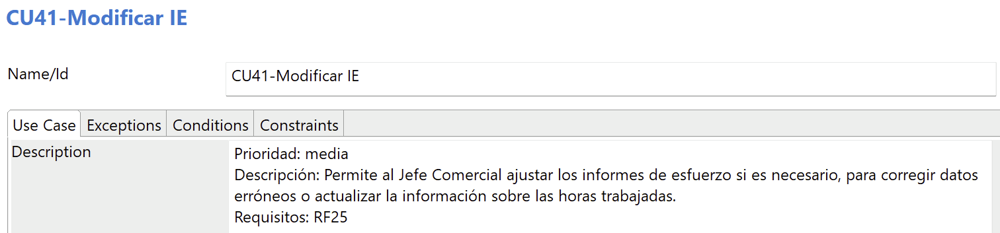 CU41-Modificar IE
Name/Id
CU41-Modificar IE
Use Case
Exceptions
Conditions
Constraints
Description
Prioridad: media
Descripción: Permite al Jefe Comercial ajustar los informes de esfuerzo si es necesario, para corregir datos
erróneos o actualizar la información sobre las horas trabajadas.
Requisitos: RF25